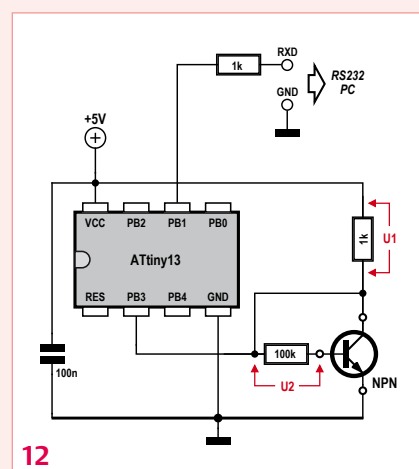 RXD
1k
RS232
PC
GND
+5V
VCC PB2 PB1 PB0
ATtiny13
RES PB3 PB4 GND
1k
U1
100k
U2
NPN
100n
12